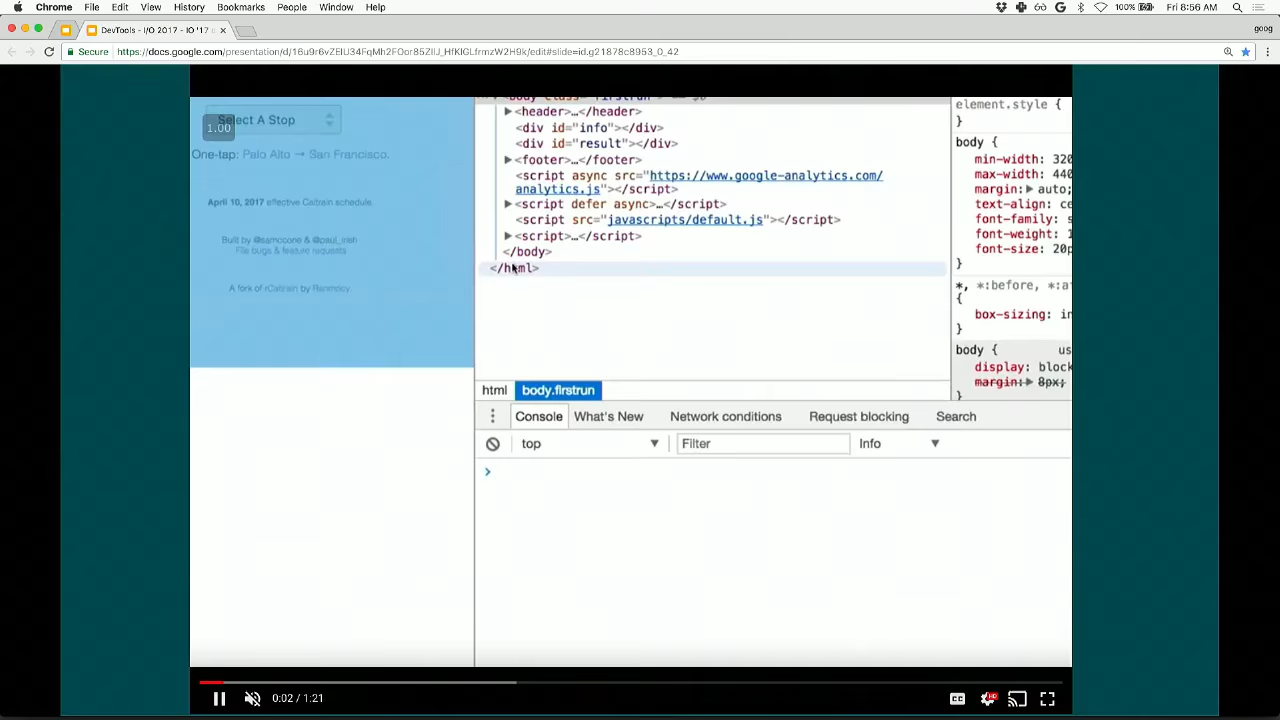 Chrome File Edit View History Bookmarks People Window Help 100% Fri 8:56 AM
DevTools - I/O 2017 - IO '17 goog
Secure https://docs.google.com/presentation/d/
Select A Stop
1.00
One-tap: Palo Alto → San Francisco.
April 10, 2017 effective Caltrain schedule.
Built by @samccone & @paul_irish
File bugs & feature requests
A fork of rCaltrain by Ranmocy.
▶<header>…</header>
<div id="info"></div>
<div id="result"></div>
▶<footer>…</footer>
<script async src="https://www.google-analytics.com/
analytics.js"></script>
▶<script defer async>…</script>
<script src="javascripts/default.js"></script>
▶<script>…</script>
</body>
</html>
html body.firstrun
element.style {
}
body {
min-width: 320
max-width: 440
margin:▶ auto;
text-align: ce
font-family: s
font-weight: 1
font-size: 20p
}
*, *:before, *:a
{
box-sizing: in
}
body { us
display: block
margin:▶ 8px;
}
Console What's New Network conditions Request blocking Search
top Filter Info
0:02 / 1:21
CC HD